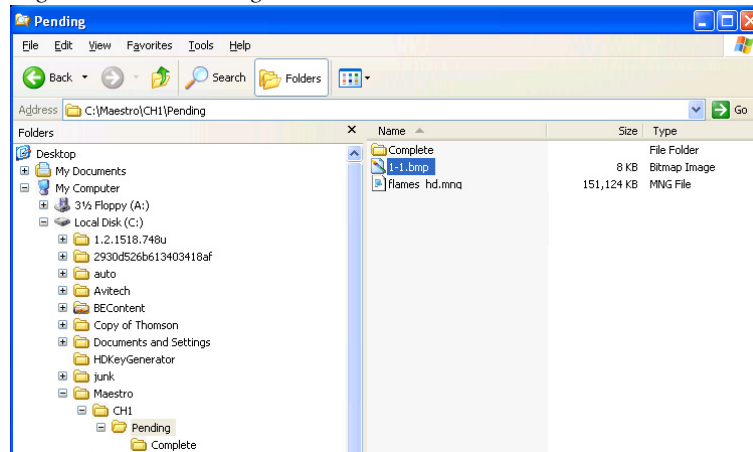 Pending
File Edit View Favorites Tools Help
Back Search Folders
Address C:\Maestro\CH1\Pending Go
Folders X Name Size Type
Desktop Complete File Folder
My Documents 1-1.bmp 8 KB Bitmap Image
My Computer flames_hd.mng 151,124 KB MNG File
3½ Floppy (A:)
Local Disk (C:)
1.2.1518.748u
2930d526b613403418af
auto
Avitech
BEContent
Copy of Thomson
Documents and Settings
HDKeyGenerator
junk
Maestro
CH1
Pending
Complete